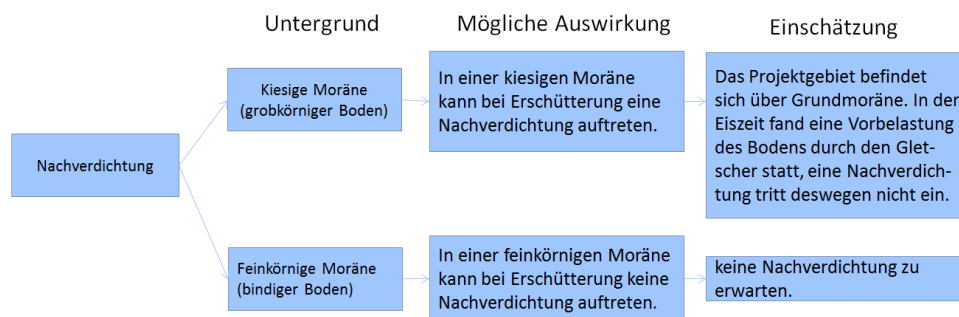 Untergrund
Mögliche Auswirkung
Einschätzung
Nachverdichtung
Kiesige Moräne
(grobkörniger Boden)
In einer kiesigen Moräne
kann bei Erschütterung eine
Nachverdichtung auftreten.
Das Projektgebiet befindet
sich über Grundmoräne. In der
Eiszeit fand eine Vorbelastung
des Bodens durch den Glet-
scher statt, eine Nachverdich-
tung tritt deswegen nicht ein.
Feinkörnige Moräne
(bindiger Boden)
In einer feinkörnigen Moräne
kann bei Erschütterung keine
Nachverdichtung auftreten.
keine Nachverdichtung zu
erwarten.